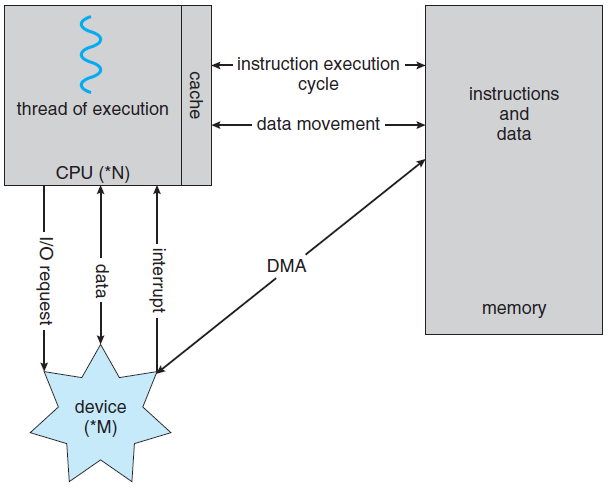 thread of execution
cache
CPU (*N)
instruction execution
cycle
data movement
instructions
and
data
memory
I/O request
data
interrupt
DMA
device
(*M)